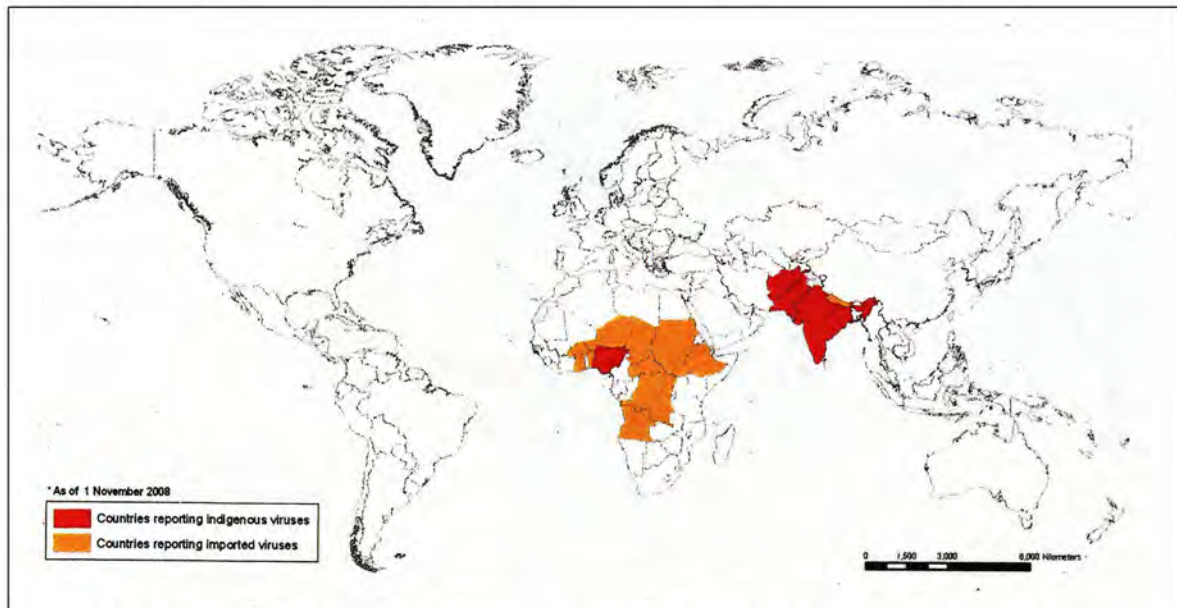 *As of 1 November 2008
Countries reporting indigenous viruses
Countries reporting imported viruses
0 1,500 3,000 6,000 Kilometers